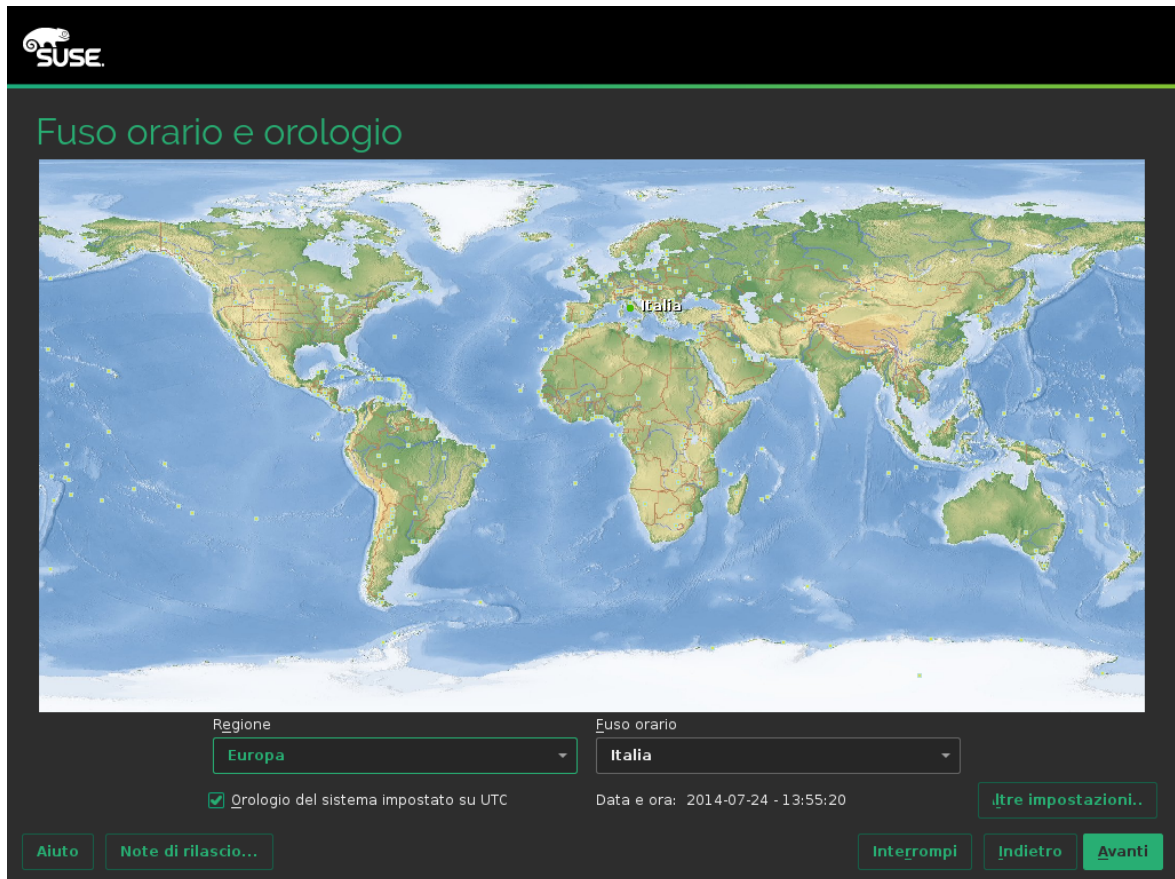 SUSE.
Fuso orario e orologio
Italia
Regione
Fuso orario
Europa
Italia
Orologio del sistema impostato su UTC
Data e ora: 2014-07-24 - 13:55:20
ltre impostazioni..
Aiuto
Note di rilascio...
Interrompi
Indietro
Avanti